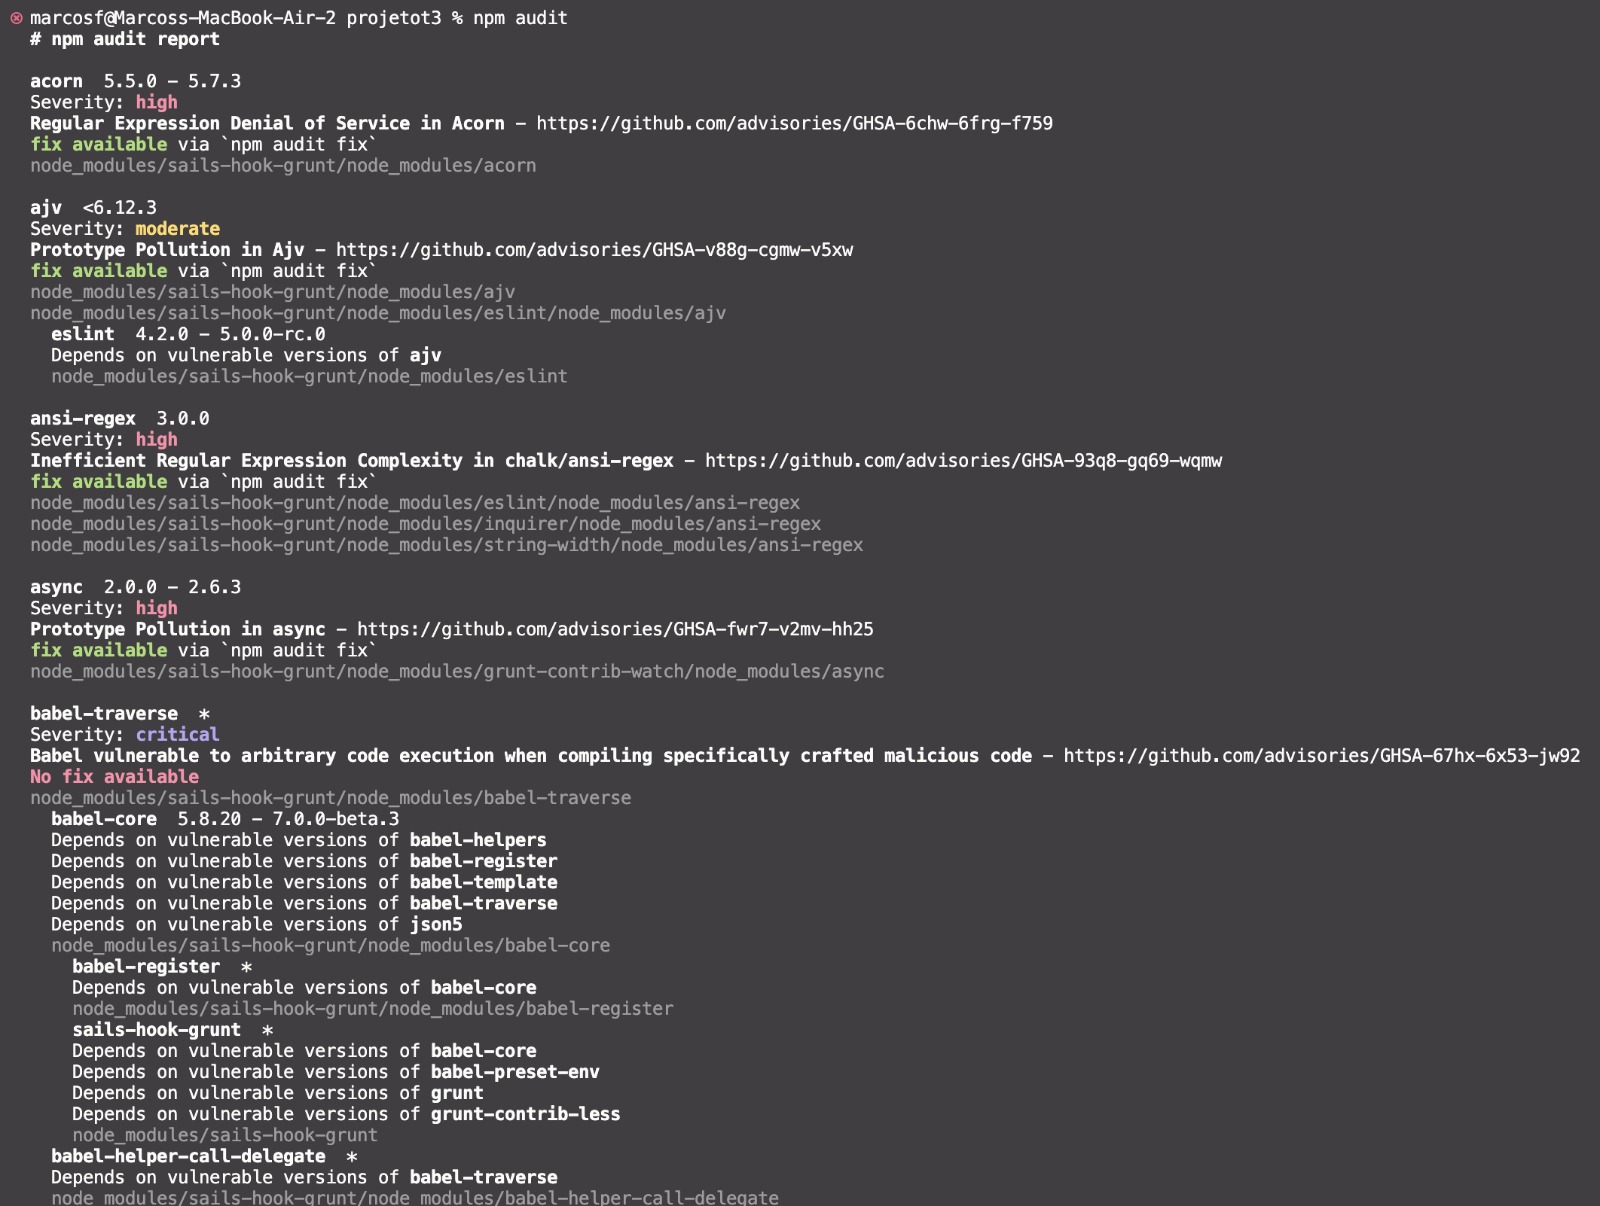 marcosf@Marcoss-MacBook-Air-2 projetot3 % npm audit
# npm audit report
acorn  5.5.0 - 5.7.3
Severity: high
Regular Expression Denial of Service in Acorn - https://github.com/advisories/GHSA-6chw-6frg-f759
fix available via `npm audit fix`
node_modules/sails-hook-grunt/node_modules/acorn
ajv  <6.12.3
Severity: moderate
Prototype Pollution in Ajv - https://github.com/advisories/GHSA-v88g-cgmw-v5xw
fix available via `npm audit fix`
node_modules/sails-hook-grunt/node_modules/ajv
node_modules/sails-hook-grunt/node_modules/eslint/node_modules/ajv
  eslint  4.2.0 - 5.0.0-rc.0
  Depends on vulnerable versions of ajv
  node_modules/sails-hook-grunt/node_modules/eslint
ansi-regex  3.0.0
Severity: high
Inefficient Regular Expression Complexity in chalk/ansi-regex - https://github.com/advisories/GHSA-93q8-gq69-wqmw
fix available via `npm audit fix`
node_modules/sails-hook-grunt/node_modules/eslint/node_modules/ansi-regex
node_modules/sails-hook-grunt/node_modules/inquirer/node_modules/ansi-regex
node_modules/sails-hook-grunt/node_modules/string-width/node_modules/ansi-regex
async  2.0.0 - 2.6.3
Severity: high
Prototype Pollution in async - https://github.com/advisories/GHSA-fwr7-v2mv-hh25
fix available via `npm audit fix`
node_modules/sails-hook-grunt/node_modules/grunt-contrib-watch/node_modules/async
babel-traverse  *
Severity: critical
Babel vulnerable to arbitrary code execution when compiling specifically crafted malicious code - https://github.com/advisories/GHSA-67hx-6x53-jw92
No fix available
node_modules/sails-hook-grunt/node_modules/babel-traverse
  babel-core  5.8.20 - 7.0.0-beta.3
  Depends on vulnerable versions of babel-helpers
  Depends on vulnerable versions of babel-register
  Depends on vulnerable versions of babel-template
  Depends on vulnerable versions of babel-traverse
  Depends on vulnerable versions of json5
  node_modules/sails-hook-grunt/node_modules/babel-core
    babel-register  *
    Depends on vulnerable versions of babel-core
    node_modules/sails-hook-grunt/node_modules/babel-register
    sails-hook-grunt  *
    Depends on vulnerable versions of babel-core
    Depends on vulnerable versions of babel-preset-env
    Depends on vulnerable versions of grunt
    Depends on vulnerable versions of grunt-contrib-less
    node_modules/sails-hook-grunt
  babel-helper-call-delegate  *
  Depends on vulnerable versions of babel-traverse
  node_modules/sails-hook-grunt/node_modules/babel-helper-call-delegate